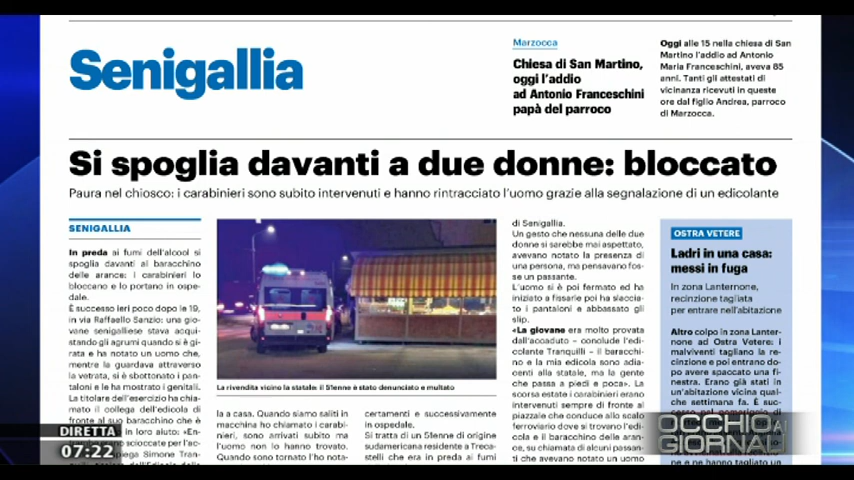 Senigallia
Marzocca
Chiesa di San Martino,
oggi l'addio
ad Antonio Franceschini
papà del parroco
Oggi alle 15 nella chiesa di San
Martino l'addio ad Antonio
Maria Franceschini, aveva 85
anni. Tanti gli attestati di
vicinanza ricevuti in queste
ore dal figlio Andrea, parroco
di Marzocca.
Si spoglia davanti a due donne: bloccato
Paura nel chiosco: i carabinieri sono subito intervenuti e hanno rintracciato l'uomo grazie alla segnalazione di un edicolante
SENIGALLIA
In preda ai fumi dell'alcol si
spoglia davanti al baracchino
delle arance: i carabinieri lo
bloccano e lo portano in ospe-
dale.
È successo ieri poco dopo le 19,
in via Raffaello Sanzio: una gio-
vane senigalliese stava acqui-
stando gli agrumi quando si è gi-
rata e ha notato un uomo che,
mentre la guardava attraverso
la vetrata, si è sbottonato i pan-
taloni e le ha mostrato i genitali.
La titolare dell'esercizio ha chia-
mato il collega dell'edicola di
fronte al suo baracchino che è
in loro aiuto: «En-
scioccate per l'ac-
spiega Simone Tran-
La rivendita vicino la statale: il 51enne è stato denunciato e multato
la a casa. Quando siamo saliti in
macchina ho chiamato i carabi-
nieri, sono arrivati subito ma
l'uomo non lo hanno trovato.
Quando sono tornato l'ho nota-
certamenti e successivamente
in ospedale.
Si tratta di un 51enne di origine
sudamericana residente a Treca-
stelli che era in preda ai fumi
di Senigallia.
Un gesto che nessuna delle due
donne si sarebbe mai aspettato,
avevano notato la presenza di
una persona, ma pensavano fos-
se un passante.
L'uomo si è poi fermato ed ha
iniziato a fissarle poi ha slaccia-
to i pantaloni e abbassato gli
slip.
«La giovane era molto provata
dall'accaduto – conclude l'edi-
colante Tranquilli – il baracchi-
no e la mia edicola sono adia-
centi alla statale, ma la gente
che passa a piedi e poca». La
scorsa estate i carabinieri erano
intervenuti sempre di fronte al
piazzale che conduce allo scalo
ferroviario dove si trovano l'edi-
cola e il baracchino delle aran-
ce, su chiamata di alcuni passan-
ti che avevano notato un uomo
OSTRA VETERE
Ladri in una casa:
messi in fuga
In zona Lanternone,
recinzione tagliata
per entrare nell'abitazione
Altro colpo in zona Lanter-
none ad Ostra Vetere: i
malviventi tagliano la re-
cinzione e poi entrano do-
po avere spaccato una fi-
nestra. Erano già stati in
un'abitazione vicina qual-
che settimana fa. È suc-
OCCHIO AI
GIORNALI
DIRETTA
07:22